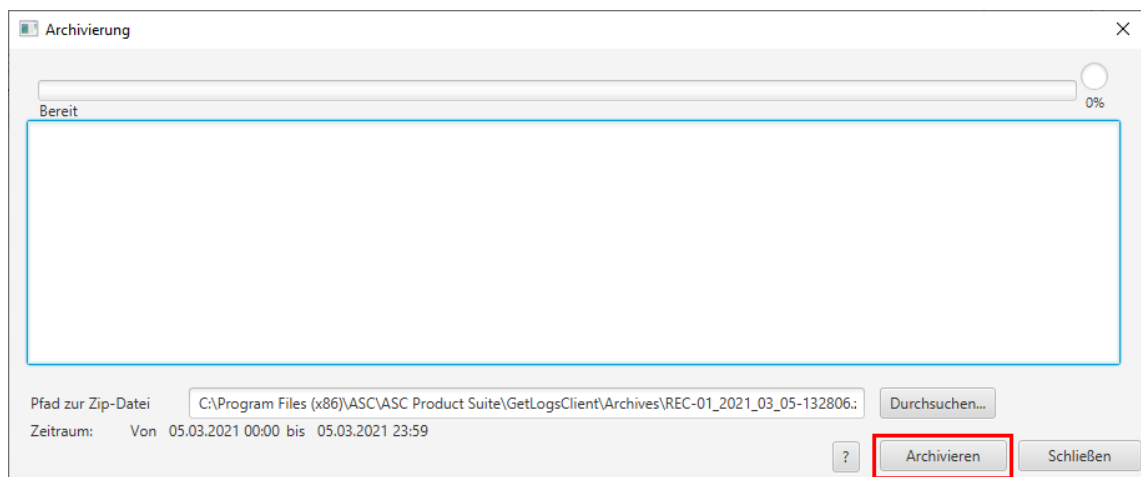 Archivierung
0%
Bereit
Pfad zur Zip-Datei C:\Program Files (x86)\ASC\ASC Product Suite\GetLogsClient\Archives\REC-01_2021_03_05-132806.z Durchsuchen...
Zeitraum: Von 05.03.2021 00:00 bis 05.03.2021 23:59
? Archivieren Schließen